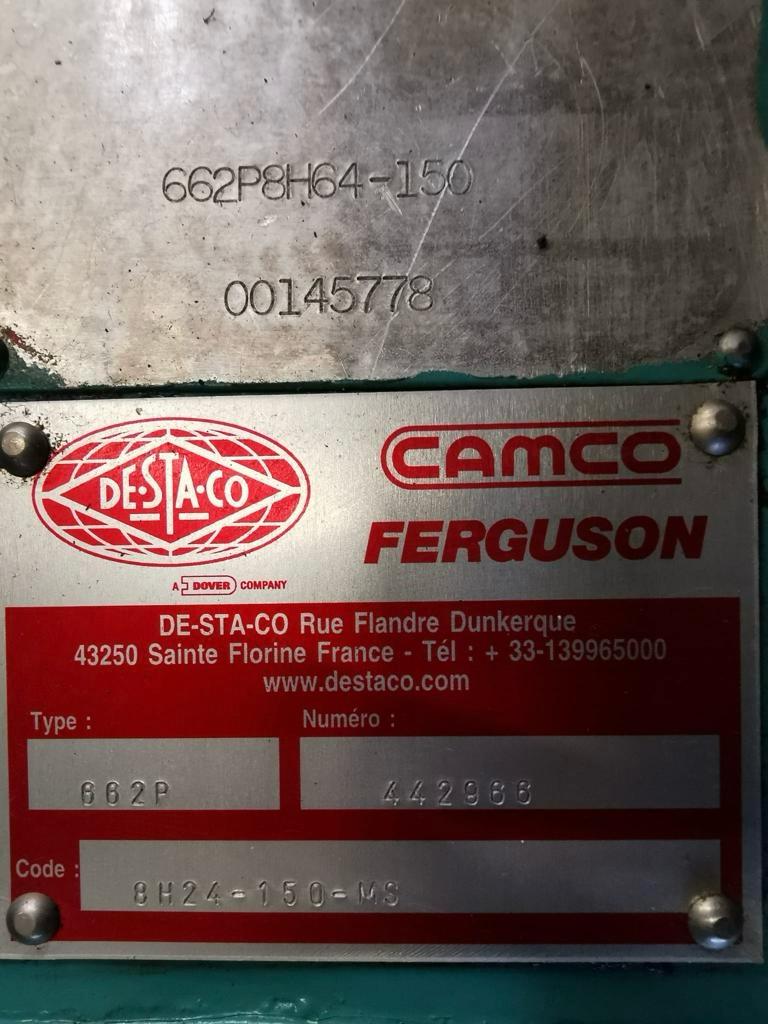 662P8H64-150
00145778
DE-STA-CO
CAMCO
FERGUSON
A DOVER COMPANY
DE-STA-CO Rue Flandre Dunkerque
43250 Sainte Florine France - Tél : + 33-139965000
www.destaco.com
Type : Numéro :
662P 442966
Code :
8H24-150-MS